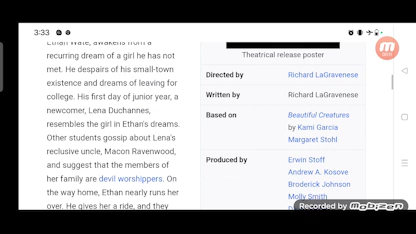 3:33
Ethan Wate, awakens from a
recurring dream of a girl he has not
met. He despairs of his small-town
existence and dreams of leaving for
college. His first day of junior year, a
newcomer, Lena Duchannes,
resembles the girl in Ethan's dreams.
Other students gossip about Lena's
reclusive uncle, Macon Ravenwood,
and suggest that the members of
her family are devil worshippers. On
the way home, Ethan nearly runs her
over. He gives her a ride, and they
Theatrical release poster
Directed by Richard LaGravenese
Written by Richard LaGravenese
Based on Beautiful Creatures
by Kami Garcia
Margaret Stohl
Produced by Erwin Stoff
Andrew A. Kosove
Broderick Johnson
Molly Smith
Recorded by Mobizen